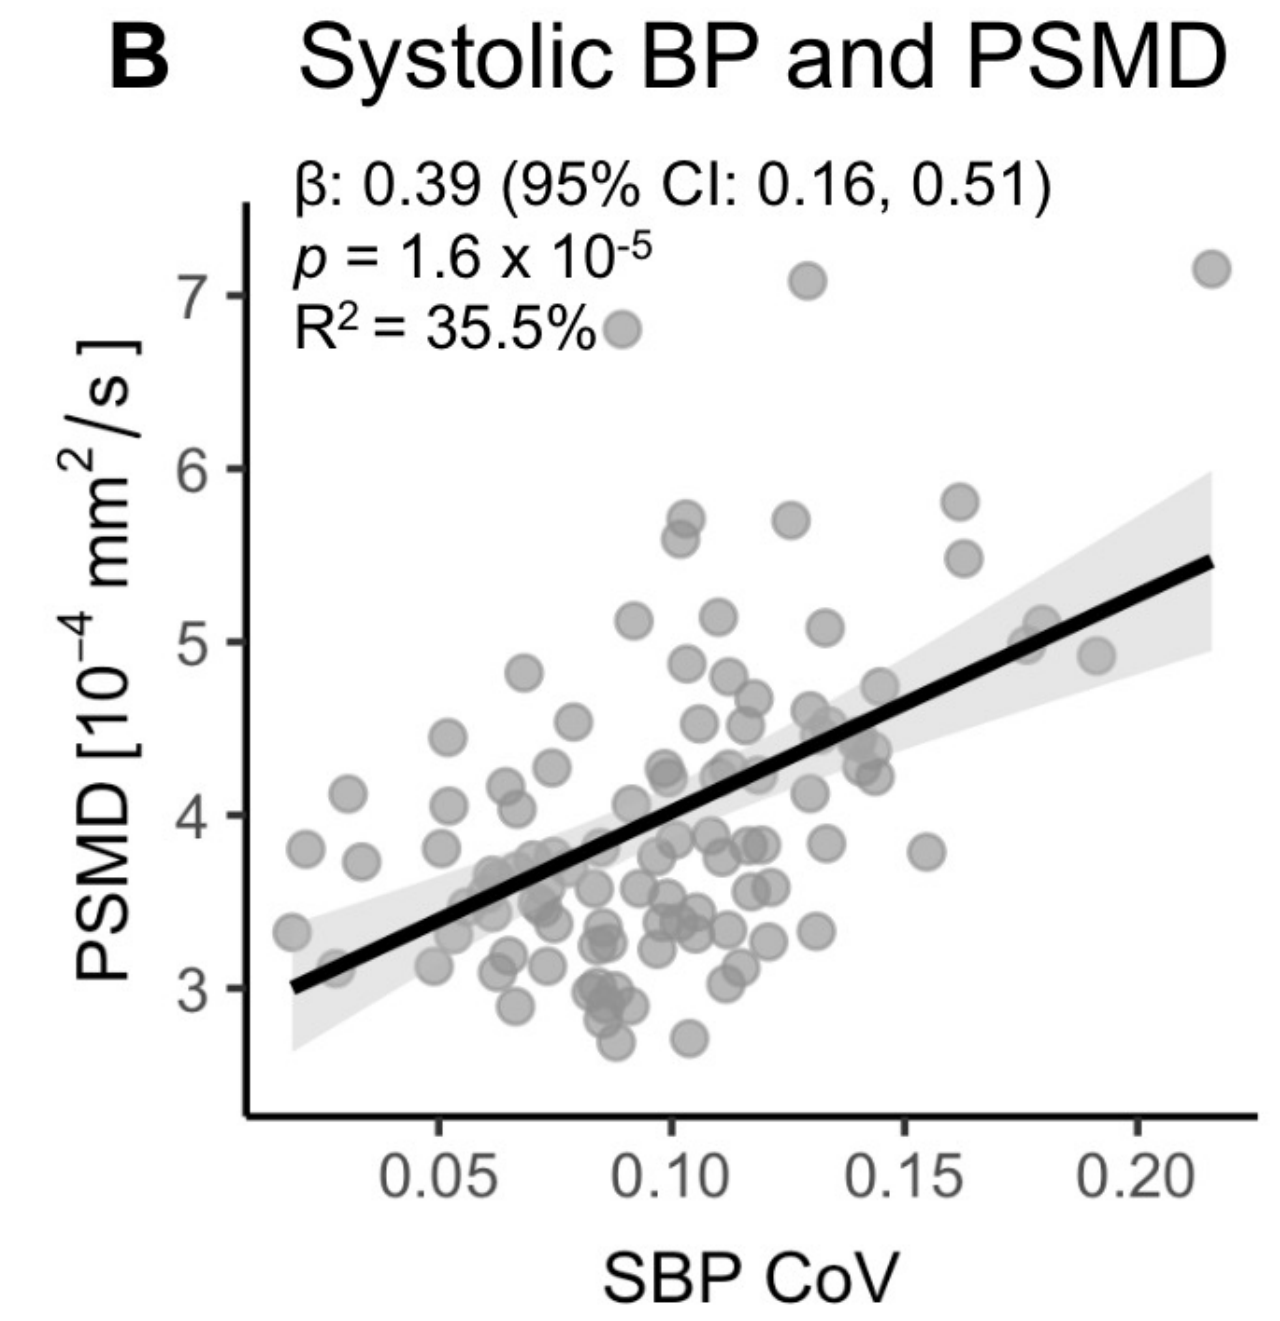 B Systolic BP and PSMD
β: 0.39 (95% CI: 0.16, 0.51)
p = 1.6 x 10⁻⁵
R² = 35.5%
PSMD [10⁻⁴ mm²/s ]
7
6
5
4
3
0.05 0.10 0.15 0.20
SBP CoV